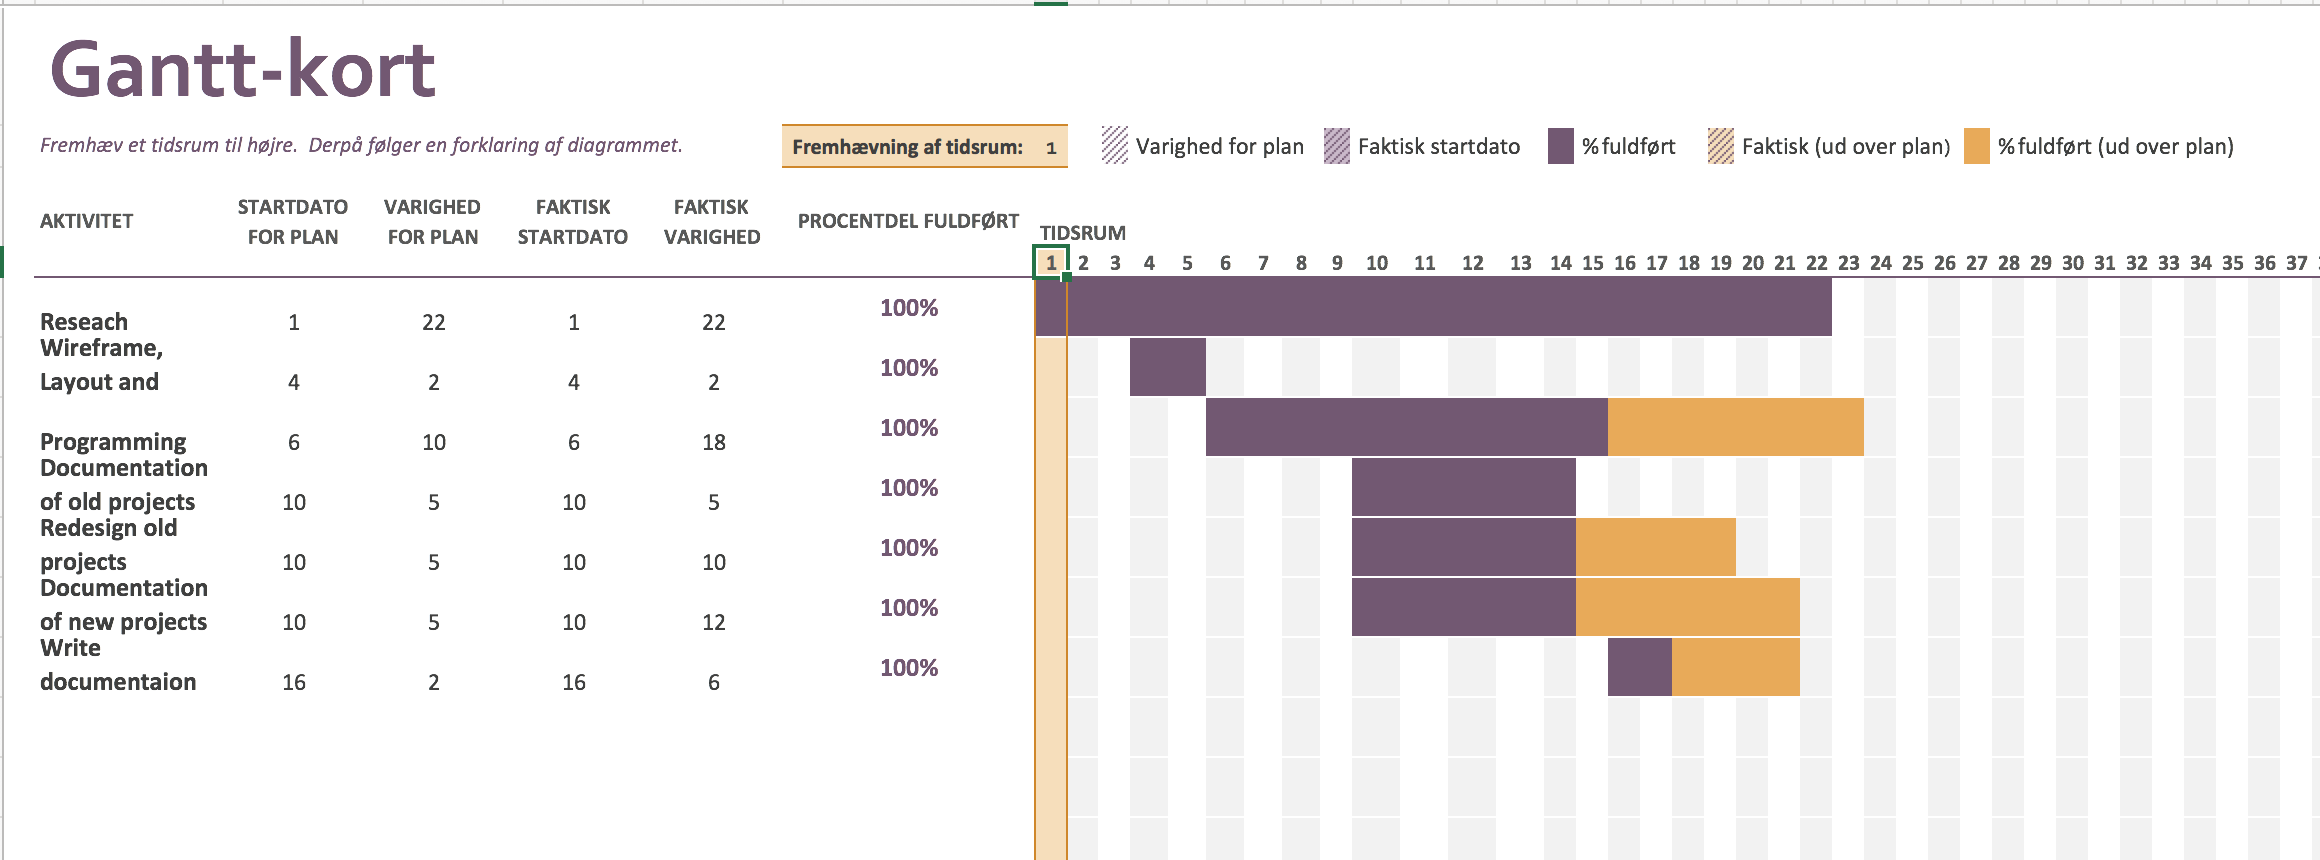 Gantt-kort
Fremhæv et tidsrum til højre. Derpå følger en forklaring af diagrammet.
Fremhævning af tidsrum: 1
Varighed for plan
Faktisk startdato
% fuldført
Faktisk (ud over plan)
% fuldført (ud over plan)
AKTIVITET
STARTDATO
FOR PLAN
VARIGHED
FOR PLAN
FAKTISK
STARTDATO
FAKTISK
VARIGHED
PROCENTDEL FULDFØRT
TIDSRUM
1 2 3 4 5 6 7 8 9 10 11 12 13 14 15 16 17 18 19 20 21 22 23 24 25 26 27 28 29 30 31 32 33 34 35 36 37
Reseach 1 22 1 22 100%
Wireframe,
Layout and 4 2 4 2 100%
Programming 6 10 6 18 100%
Documentation
of old projects 10 5 10 5 100%
Redesign old
projects 10 5 10 10 100%
Documentation
of new projects 10 5 10 12 100%
Write
documentaion 16 2 16 6 100%